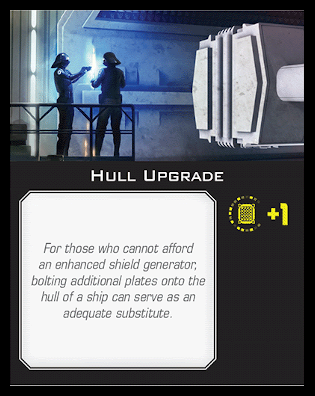 Hull Upgrade
+1
For those who cannot afford
an enhanced shield generator,
bolting additional plates onto the
hull of a ship can serve as an
adequate substitute.